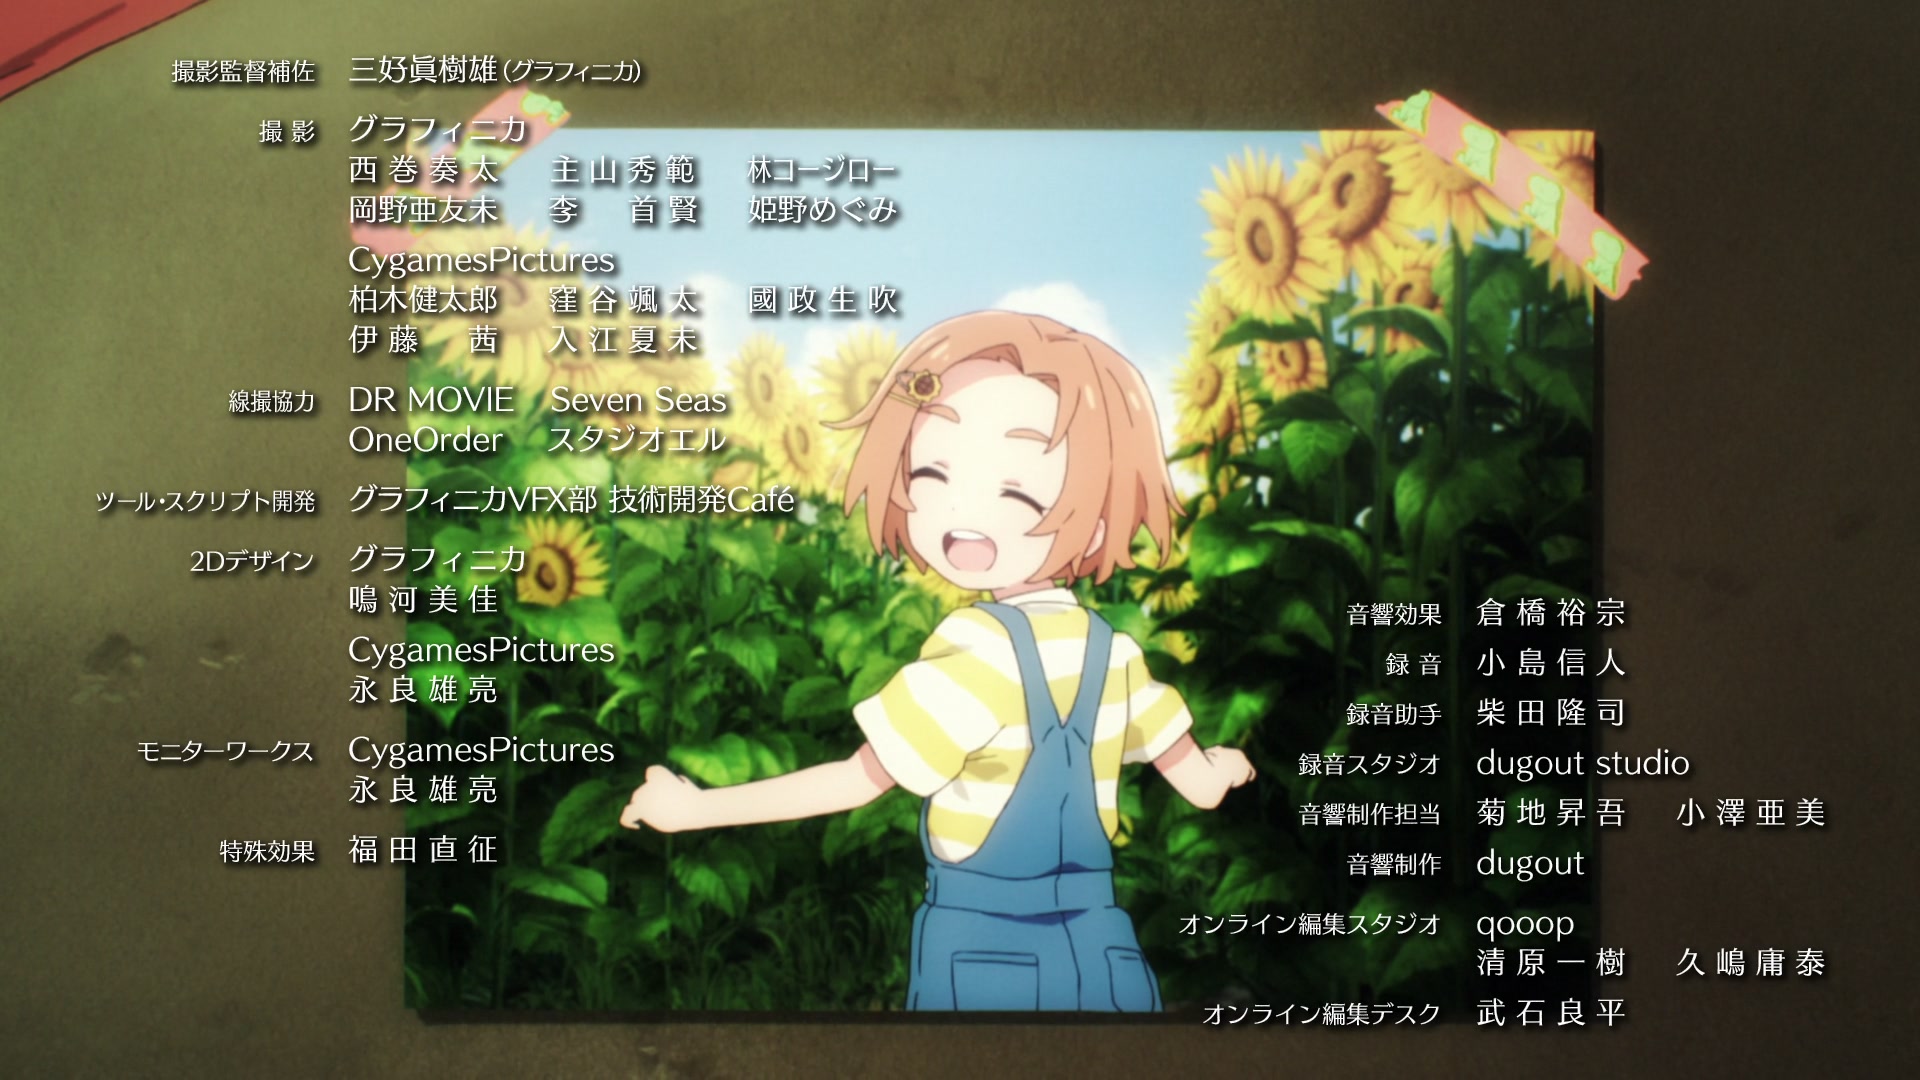 撮影監督補佐 三好眞樹雄(グラフィニカ)
撮影 グラフィニカ
西巻奏太 主山秀範 林コージロー
岡野亜友未 李首賢 姫野めぐみ
CygamesPictures
柏木健太郎 窪谷颯太 國政生吹
伊藤茜 入江夏未
線撮協力 DR MOVIE Seven Seas
OneOrder スタジオエル
ツール・スクリプト開発 グラフィニカVFX部 技術開発Café
2Dデザイン グラフィニカ
鳴河美佳
CygamesPictures
永良雄亮
モニターワークス CygamesPictures
永良雄亮
特殊効果 福田直征
音響効果 倉橋裕宗
録音 小島信人
録音助手 柴田隆司
録音スタジオ dugout studio
音響制作担当 菊地昇吾 小澤亜美
音響制作 dugout
オンライン編集スタジオ qooop
清原一樹 久嶋庸泰
オンライン編集デスク 武石良平